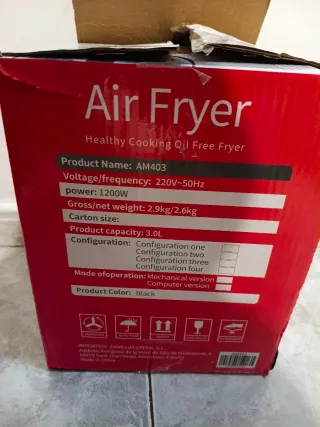 Air Fryer
Healthy Cooking Oil Free Fryer
Product Name: AM403
Voltage/frequency: 220V~50Hz
power: 1200W
Gross/net weight: 2.9kg/2.6kg
Carton size:
Product capacity: 3.0L
Configuration: Configuration one
Configuration two
Configuration three
Configuration four
Mode ofoperation: Mechanical version
Computer version
Product Color: Black
Made in China